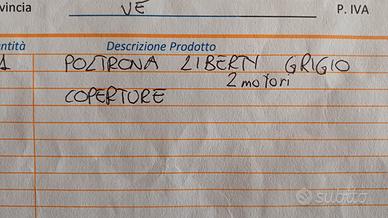 vincia VE P. IVA
ntità Descrizione Prodotto
1 POLTRONA LIBERTY GRIGIO
2 motori
COPERTURE
subito